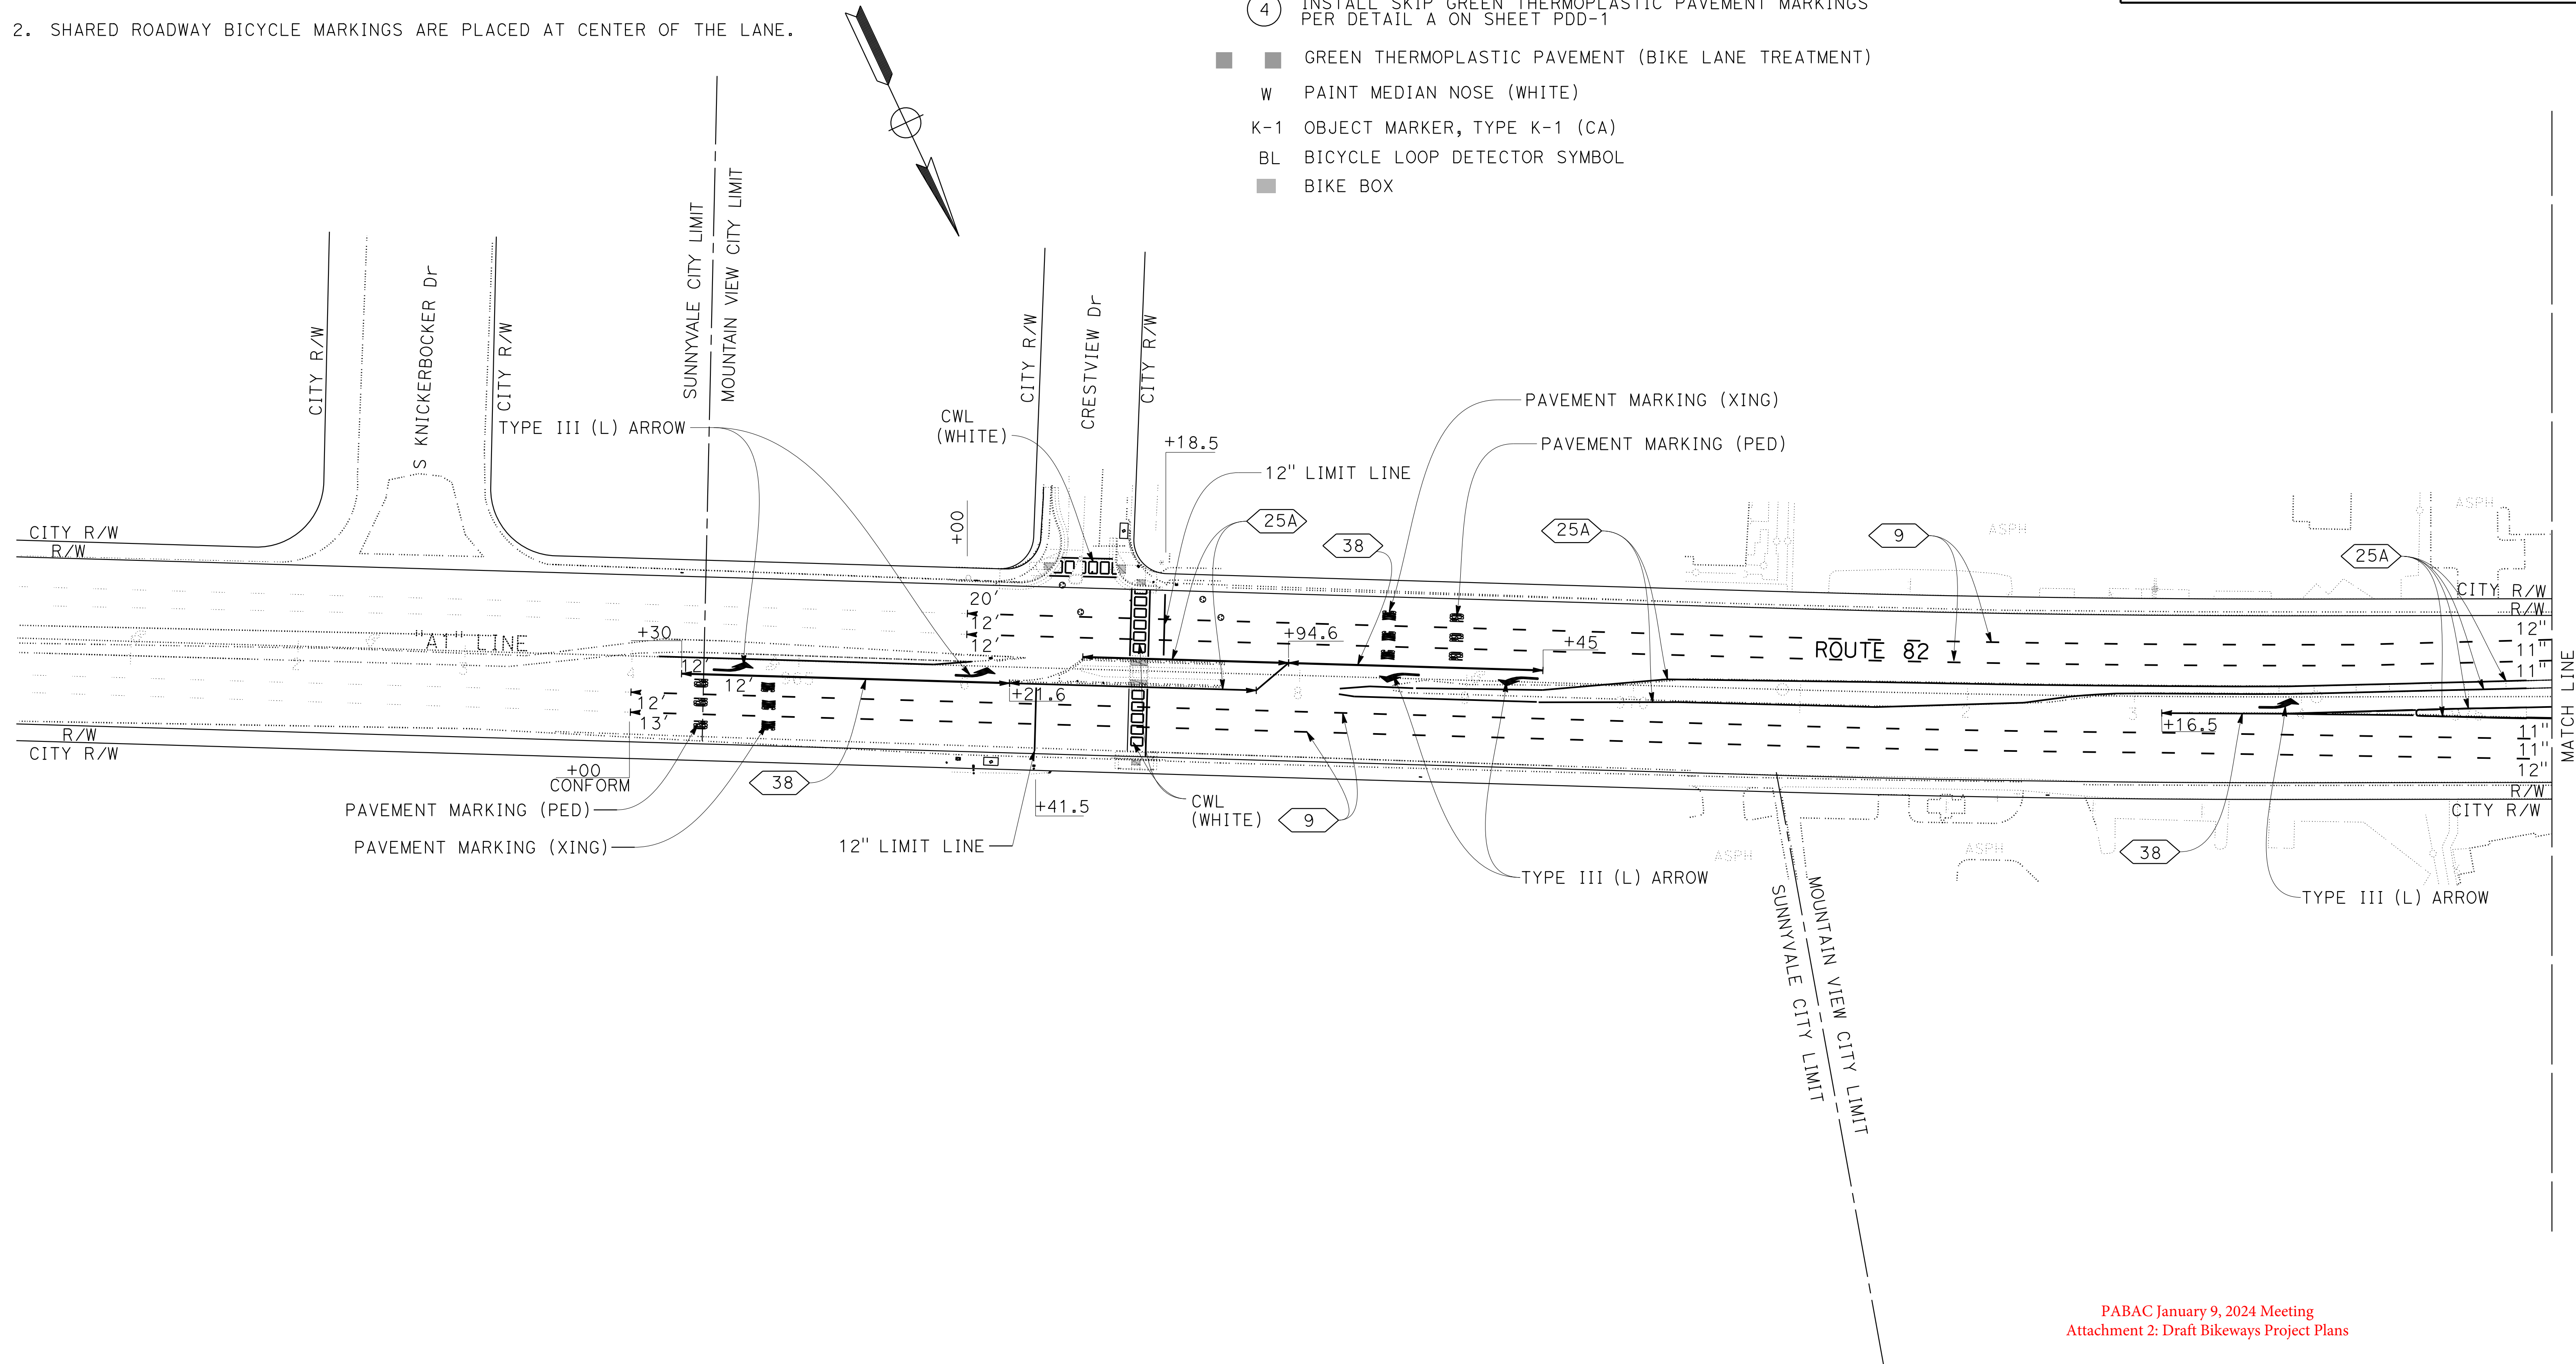 INSTALL SKIP GREEN THERMOPLASTIC PAVEMENT MARKINGS
4
PER DETAIL A ON SHEET PDD-1
2. SHARED ROADWAY BICYCLE MARKINGS ARE PLACED AT CENTER OF THE LANE.
GREEN THERMOPLASTIC PAVEMENT (BIKE LANE TREATMENT)
W PAINT MEDIAN NOSE (WHITE)
K-1 OBJECT MARKER, TYPE K-1 (CA)
BL BICYCLE LOOP DETECTOR SYMBOL
BIKE BOX
CITY R/W
S KNICKERBOCKER Dr
CITY R/W
SUNNYVALE CITY LIMIT
MOUNTAIN VIEW CITY LIMIT
CITY R/W
CRESTVIEW Dr
CITY R/W
TYPE III (L) ARROW
CWL
(WHITE)
+18.5
PAVEMENT MARKING (XING)
PAVEMENT MARKING (PED)
12" LIMIT LINE
+00
25A
38
25A
9
25A
ASPH
ASPH
CITY R/W
R/W
CITY R/W
R/W
"A1" LINE
+30
20'
12'
12'
+94.6
+45
ROUTE 82
12"
11"
11"
MATCH LINE
12'
12'
12'
13'
+21.6
8
2
3
+16.5
11"
11"
12"
R/W
CITY R/W
R/W
CITY R/W
+00
CONFORM
38
PAVEMENT MARKING (PED)
PAVEMENT MARKING (XING)
+41.5
12" LIMIT LINE
CWL
(WHITE)
9
TYPE III (L) ARROW
ASPH
ASPH
38
TYPE III (L) ARROW
MOUNTAIN VIEW CITY LIMIT
SUNNYVALE CITY LIMIT
PABAC January 9, 2024 Meeting
Attachment 2: Draft Bikeways Project Plans